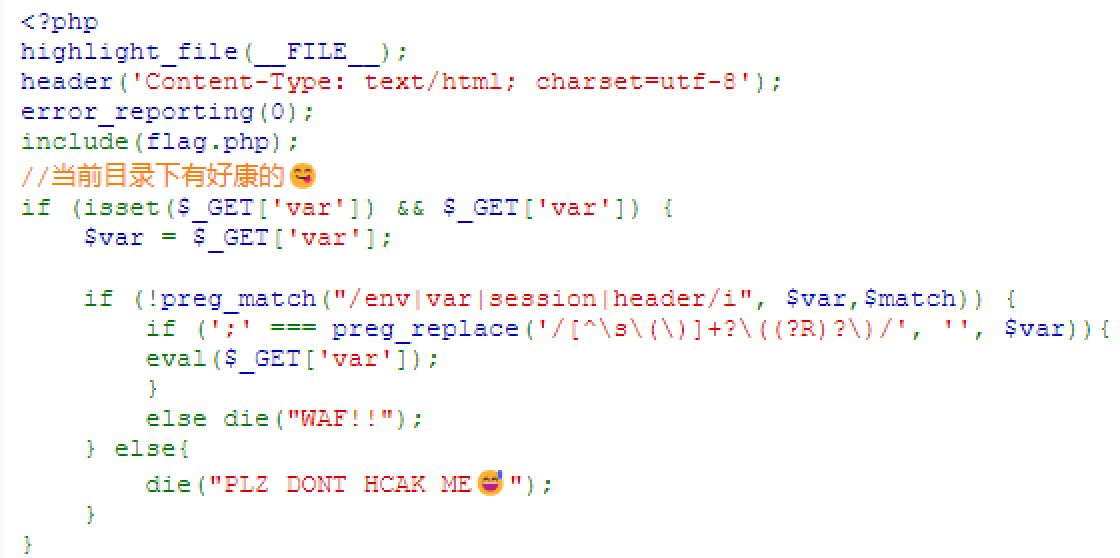 <?php
highlight_file(__FILE__);
header('Content-Type: text/html; charset=utf-8');
error_reporting(0);
include(flag.php);
//当前目录下有好康的😋
if (isset($_GET['var']) && $_GET['var']) {
    $var = $_GET['var'];
    if (!preg_match("/env|var|session|header/i", $var,$match)) {
        if (';' === preg_replace('/[^\s\(\)]+?\((?R)?\)/', '', $var)){
        eval($_GET['var']);
        }
        else die("WAF!!");
    } else{
        die("PLZ DONT HCAK ME😅");
    }
}